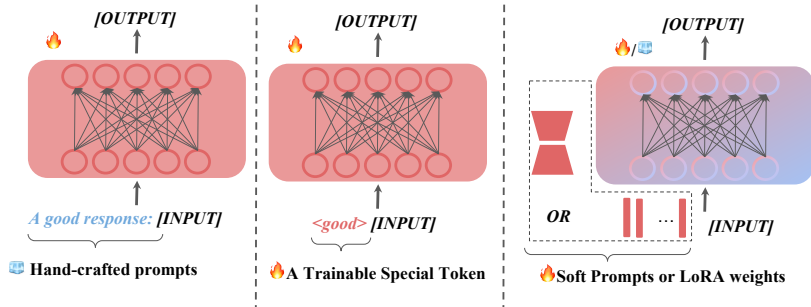 [OUTPUT]
A good response: [INPUT]
Hand-crafted prompts
[OUTPUT]
<good> [INPUT]
A Trainable Special Token
[OUTPUT]
/
OR
...
[INPUT]
Soft Prompts or LoRA weights